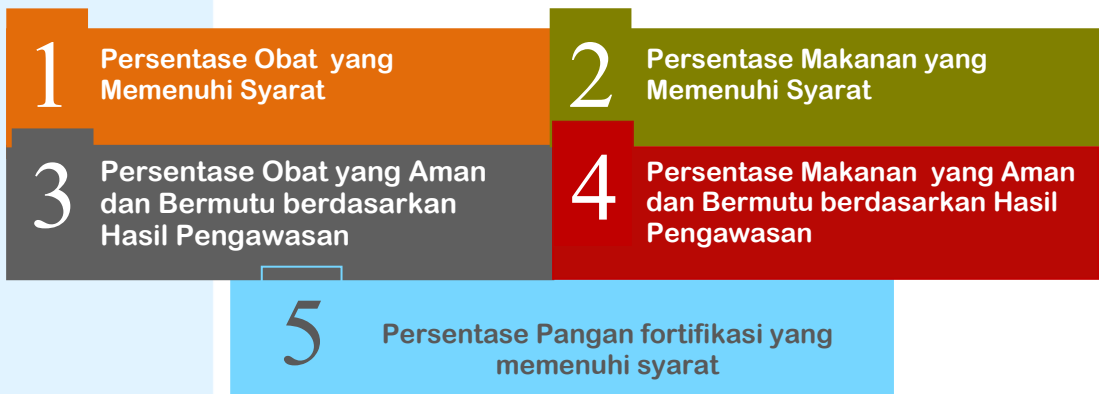 1
Persentase Obat yang
Memenuhi Syarat
2
Persentase Makanan yang
Memenuhi Syarat
3
Persentase Obat yang Aman
dan Bermutu berdasarkan
Hasil Pengawasan
4
Persentase Makanan yang Aman
dan Bermutu berdasarkan Hasil
Pengawasan
5
Persentase Pangan fortifikasi yang
memenuhi syarat